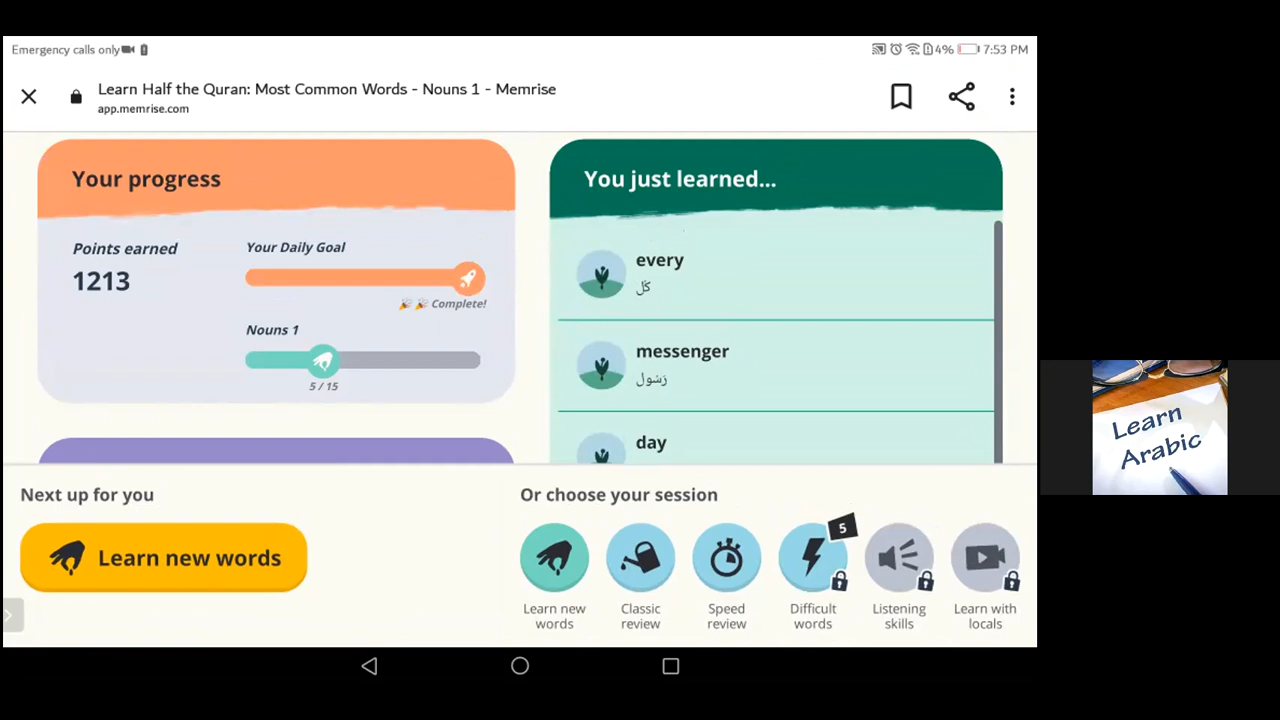 Emergency calls only
4% 7:53 PM
Learn Half the Quran: Most Common Words - Nouns 1 - Memrise
app.memrise.com
Your progress
Points earned
1213
Your Daily Goal
Complete!
Nouns 1
5 / 15
You just learned...
every
كُل
messenger
رَسُول
day
Next up for you
Learn new words
Or choose your session
5
Learn new
words
Classic
review
Speed
review
Difficult
words
Listening
skills
Learn with
locals
Learn
Arabic